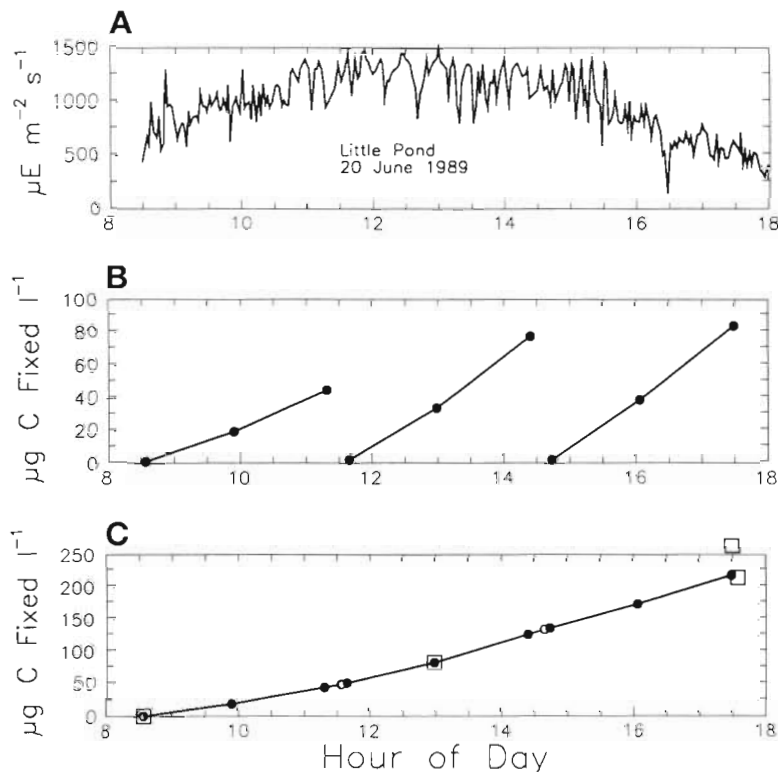 A
1500
1000
500
0
µE m⁻² s⁻¹
Little Pond
20 June 1989
8 10 12 14 16 18
B
100
80
60
40
20
0
µg C Fixed l⁻¹
8 10 12 14 16 18
C
250
200
150
100
50
0
µg C Fixed l⁻¹
8 10 12 14 16 18
Hour of Day